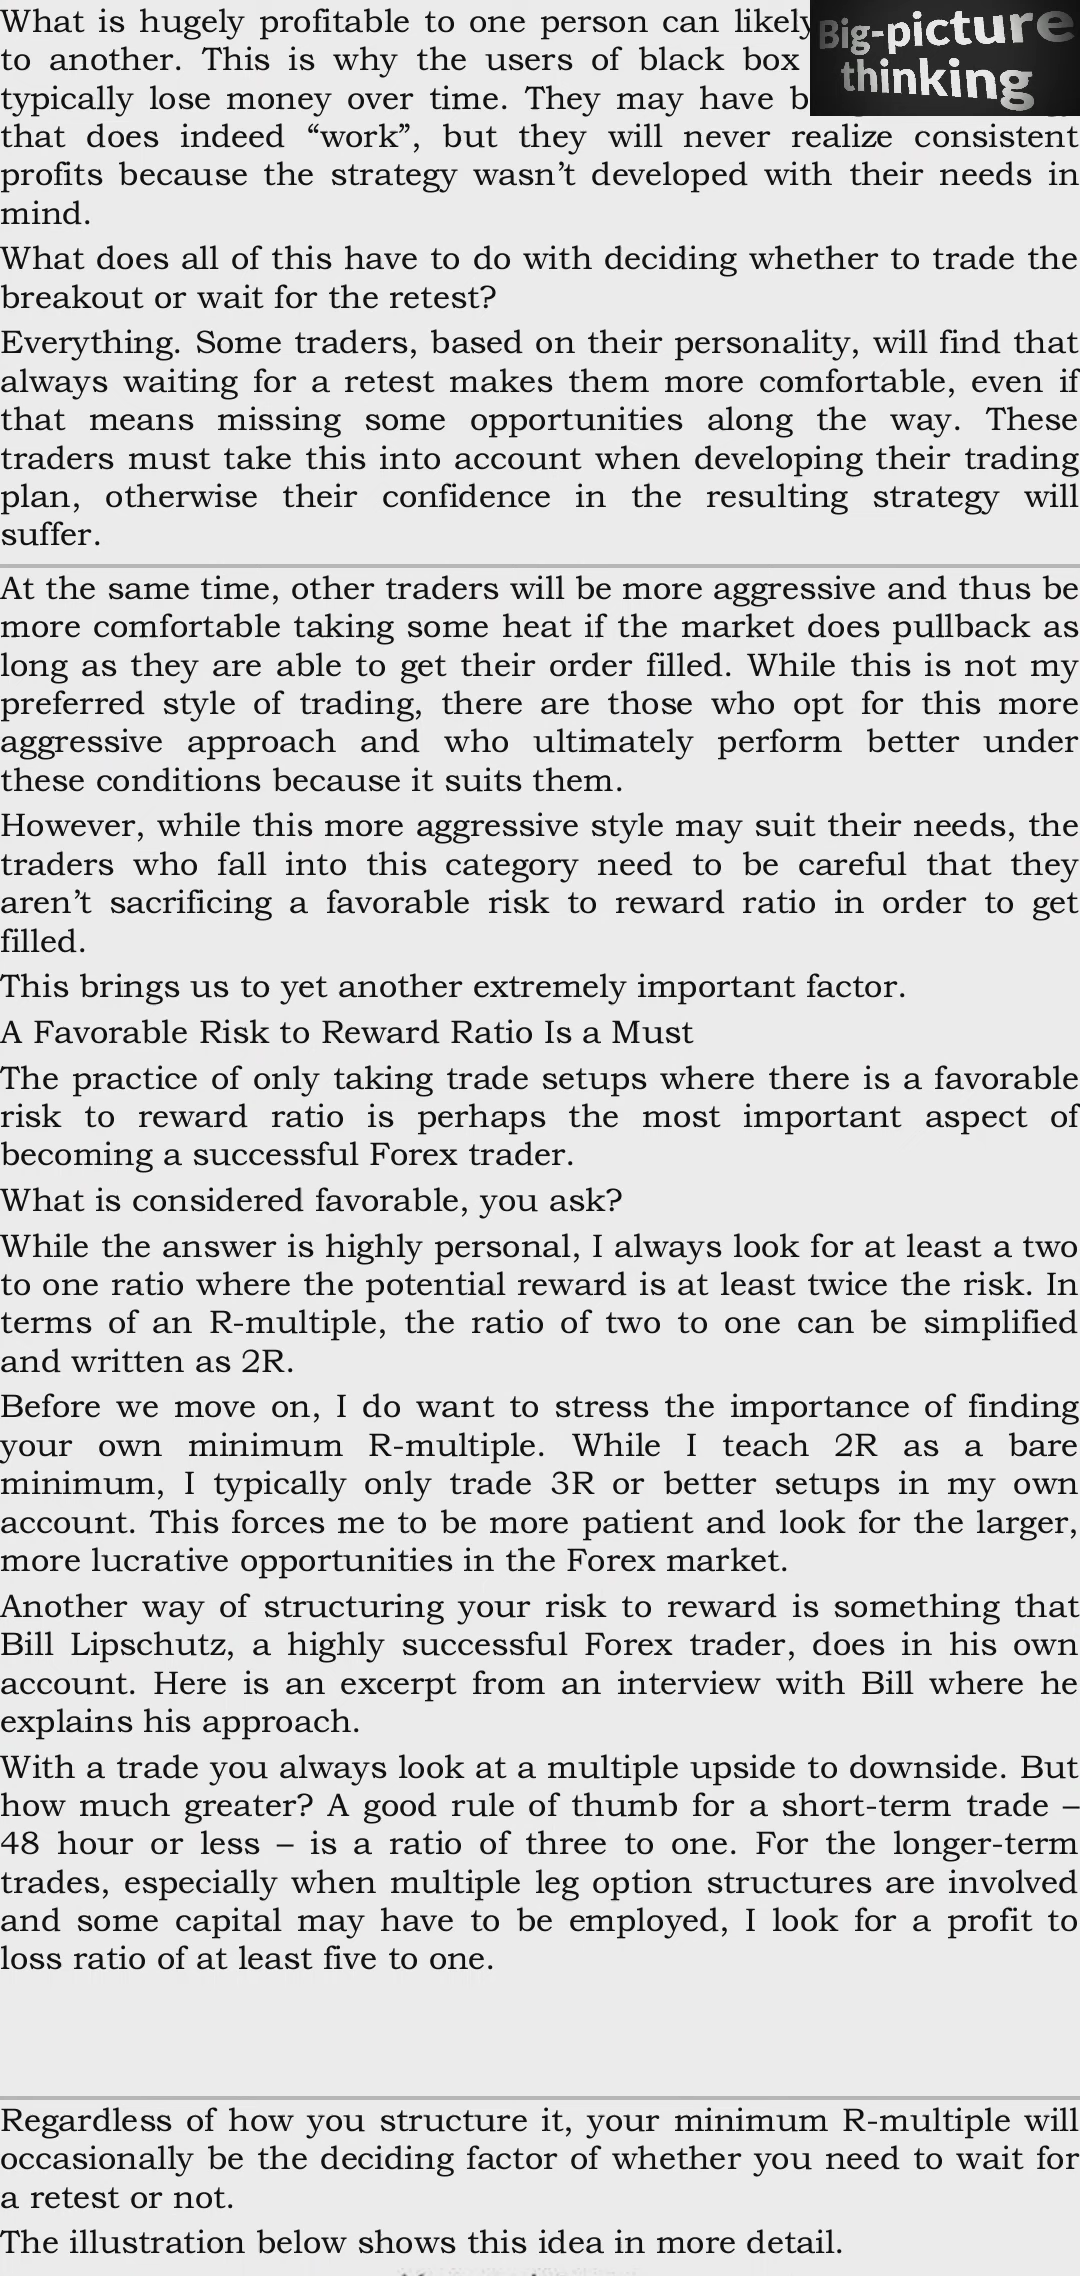 What is hugely profitable to one person can likely
to another. This is why the users of black box
typically lose money over time. They may have
that does indeed “work”, but they will never realize consistent
profits because the strategy wasn’t developed with their needs in
mind.
What does all of this have to do with deciding whether to trade the
breakout or wait for the retest?
Everything. Some traders, based on their personality, will find that
always waiting for a retest makes them more comfortable, even if
that means missing some opportunities along the way. These
traders must take this into account when developing their trading
plan, otherwise their confidence in the resulting strategy will
suffer.
At the same time, other traders will be more aggressive and thus be
more comfortable taking some heat if the market does pullback as
long as they are able to get their order filled. While this is not my
preferred style of trading, there are those who opt for this more
aggressive approach and who ultimately perform better under
these conditions because it suits them.
However, while this more aggressive style may suit their needs, the
traders who fall into this category need to be careful that they
aren’t sacrificing a favorable risk to reward ratio in order to get
filled.
This brings us to yet another extremely important factor.
A Favorable Risk to Reward Ratio Is a Must
The practice of only taking trade setups where there is a favorable
risk to reward ratio is perhaps the most important aspect of
becoming a successful Forex trader.
What is considered favorable, you ask?
While the answer is highly personal, I always look for at least a two
to one ratio where the potential reward is at least twice the risk. In
terms of an R-multiple, the ratio of two to one can be simplified
and written as 2R.
Before we move on, I do want to stress the importance of finding
your own minimum R-multiple. While I teach 2R as a bare
minimum, I typically only trade 3R or better setups in my own
account. This forces me to be more patient and look for the larger,
more lucrative opportunities in the Forex market.
Another way of structuring your risk to reward is something that
Bill Lipschutz, a highly successful Forex trader, does in his own
account. Here is an excerpt from an interview with Bill where he
explains his approach.
With a trade you always look at a multiple upside to downside. But
how much greater? A good rule of thumb for a short-term trade –
48 hour or less – is a ratio of three to one. For the longer-term
trades, especially when multiple leg option structures are involved
and some capital may have to be employed, I look for a profit to
loss ratio of at least five to one.
Regardless of how you structure it, your minimum R-multiple will
occasionally be the deciding factor of whether you need to wait for
a retest or not.
The illustration below shows this idea in more detail.
Big-picture
thinking